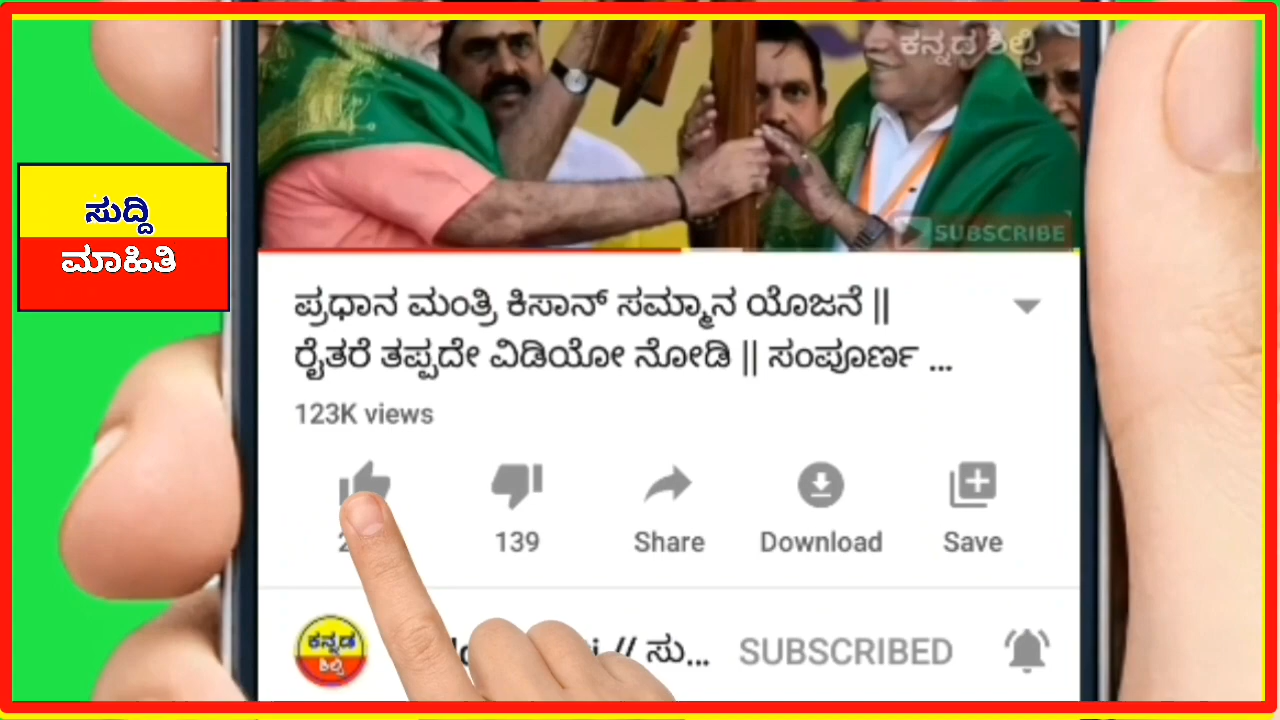 ಕನ್ನಡ ಶಿಲ್ಪಿ
SUBSCRIBE
ಸುದ್ದಿ
ಮಾಹಿತಿ
ಪ್ರಧಾನ ಮಂತ್ರಿ ಕಿಸಾನ್ ಸಮ್ಮಾನ ಯೋಜನೆ ||
ರೈತರೆ ತಪ್ಪದೇ ವಿಡಿಯೋ ನೋಡಿ || ಸಂಪೂರ್ಣ ...
123K views
139 Share Download Save
ಕನ್ನಡ
ಶಿಲ್ಪಿ
// ಸು... SUBSCRIBED